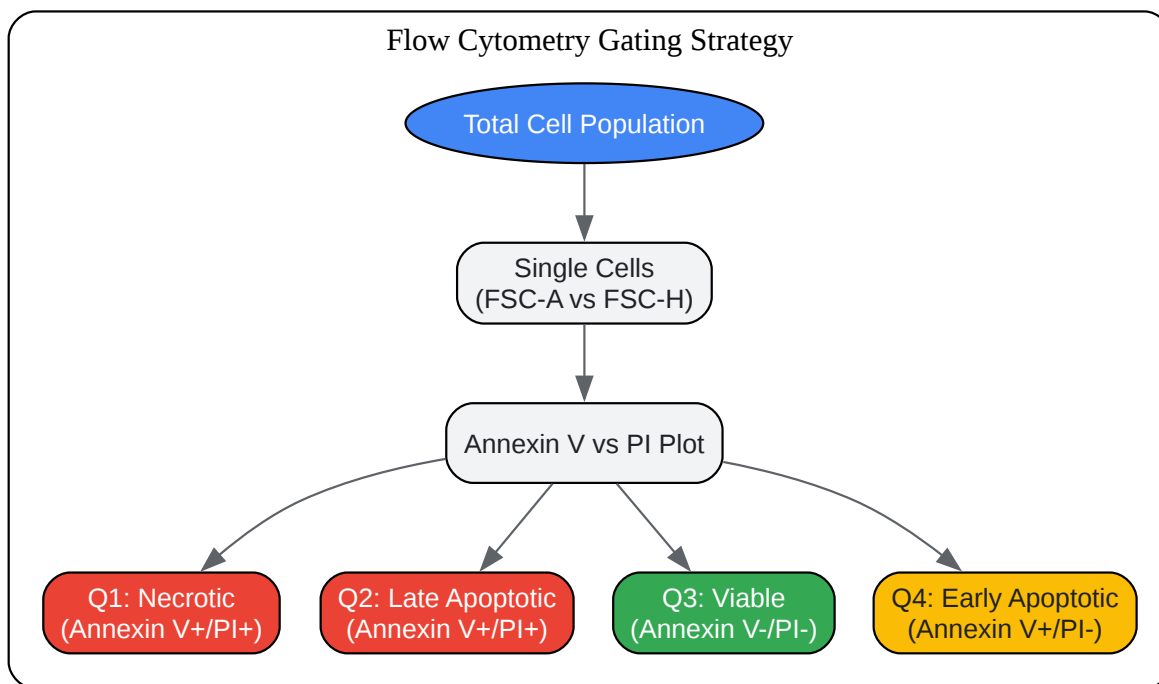 Flow Cytometry Gating Strategy
Total Cell Population
Single Cells
(FSC-A vs FSC-H)
Annexin V vs PI Plot
Q1: Necrotic
(Annexin V+/PI+)
Q2: Late Apoptotic
(Annexin V+/PI+)
Q3: Viable
(Annexin V-/PI-)
Q4: Early Apoptotic
(Annexin V+/PI-)